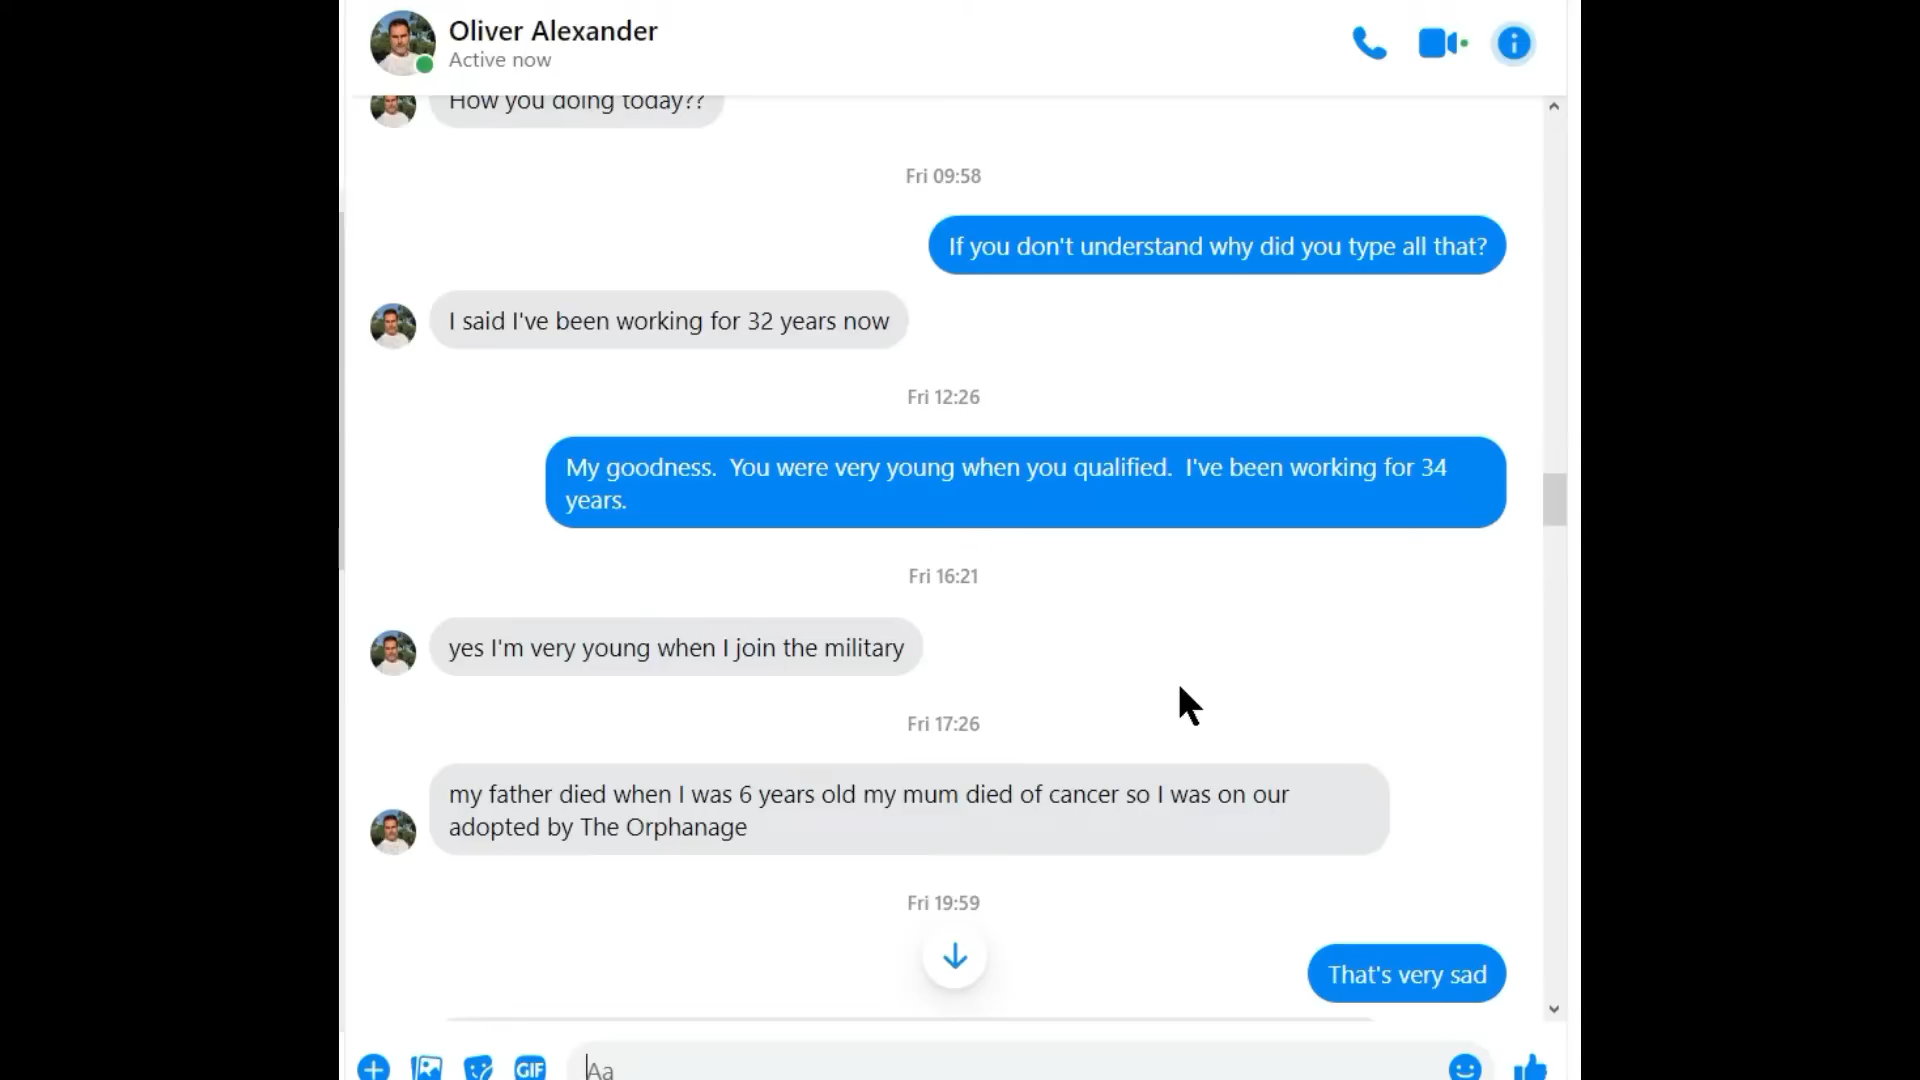 Oliver Alexander
Active now
How you doing today??
Fri 09:58
If you don't understand why did you type all that?
I said I've been working for 32 years now
Fri 12:26
My goodness.  You were very young when you qualified.  I've been working for 34
years.
Fri 16:21
yes I'm very young when I join the military
Fri 17:26
my father died when I was 6 years old my mum died of cancer so I was on our
adopted by The Orphanage
Fri 19:59
That's very sad
GIF
Aa